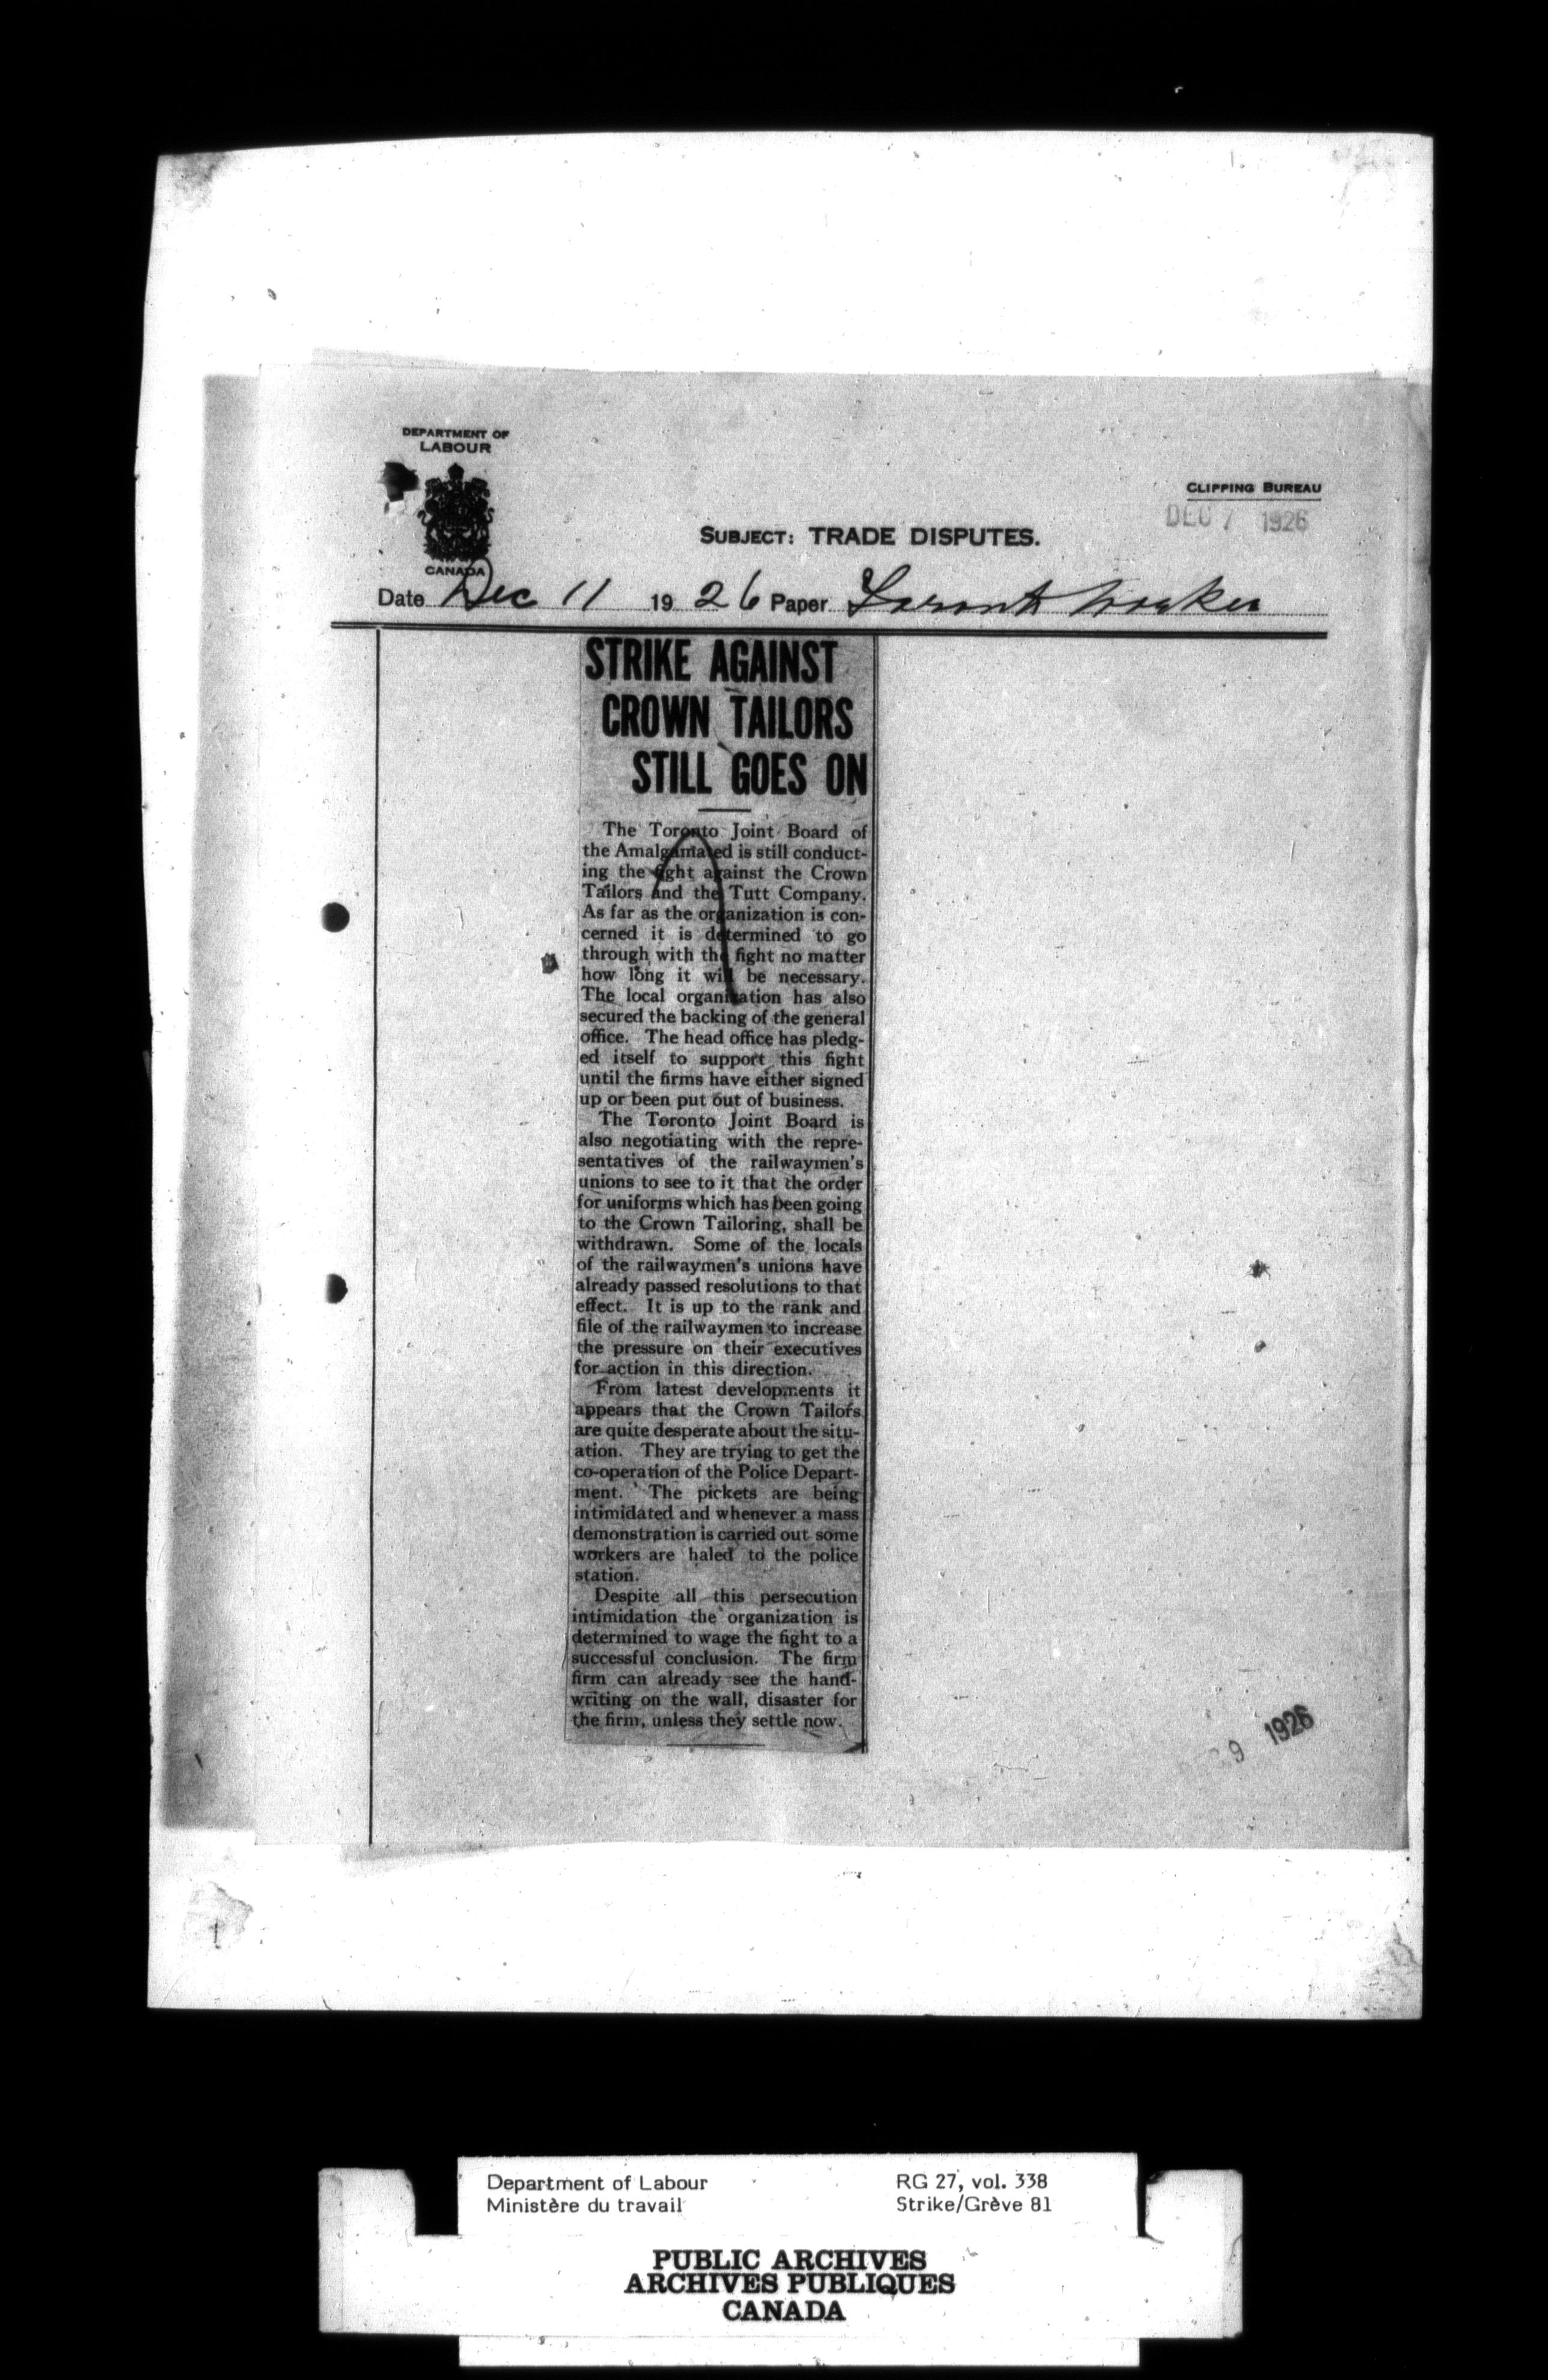 DEPARTMENT OF
LABOUR
CANADA
CLIPPING BUREAU
DEC 7 1926
SUBJECT: TRADE DISPUTES.
Date Dec 11 1926 Paper Toronto Worker
STRIKE AGAINST
CROWN TAILORS
STILL GOES ON
The Toronto Joint Board of
the Amalgamated is still conduct-
ing the fight against the Crown
Tailors and the Tutt Company.
As far as the organization is con-
cerned it is determined to go
through with the fight no matter
how long it will be necessary.
The local organization has also
secured the backing of the general
office. The head office has pledg-
ed itself to support this fight
until the firms have either signed
up or been put out of business.
The Toronto Joint Board is
also negotiating with the repre-
sentatives of the railwaymen's
unions to see to it that the order
for uniforms which has been going
to the Crown Tailoring, shall be
withdrawn. Some of the locals
of the railwaymen's unions have
already passed resolutions to that
effect. It is up to the rank and
file of the railwaymen to increase
the pressure on their executives
for action in this direction.
From latest developments it
appears that the Crown Tailors
are quite desperate about the situ-
ation. They are trying to get the
co-operation of the Police Depart-
ment. The pickets are being
intimidated and whenever a mass
demonstration is carried out some
workers are haled to the police
station.
Despite all this persecution
intimidation the organization is
determined to wage the fight to a
successful conclusion. The firm
firm can already see the hand-
writing on the wall, disaster for
the firm, unless they settle now.
9 1926
Department of Labour
Ministère du travail
RG 27, vol. 338
Strike/Grève 81
PUBLIC ARCHIVES
ARCHIVES PUBLIQUES
CANADA